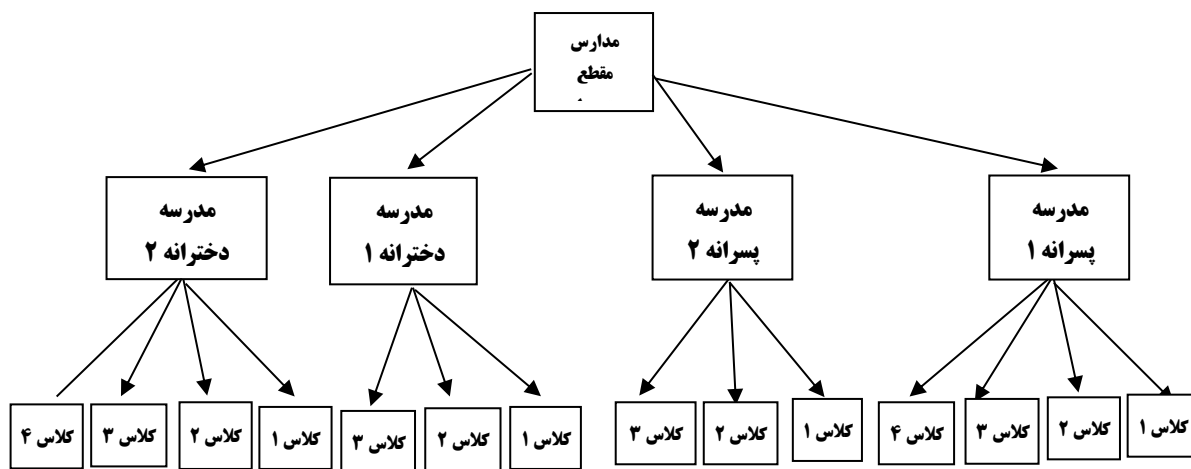 مدارس
مقطع
مدرسه
پسرانه ۱
مدرسه
پسرانه ۲
مدرسه
دخترانه ۱
مدرسه
دخترانه ۲
کلاس ۱
کلاس ۲
کلاس ۳
کلاس ۴
کلاس ۱
کلاس ۲
کلاس ۳
کلاس ۱
کلاس ۲
کلاس ۳
کلاس ۱
کلاس ۲
کلاس ۳
کلاس ۴